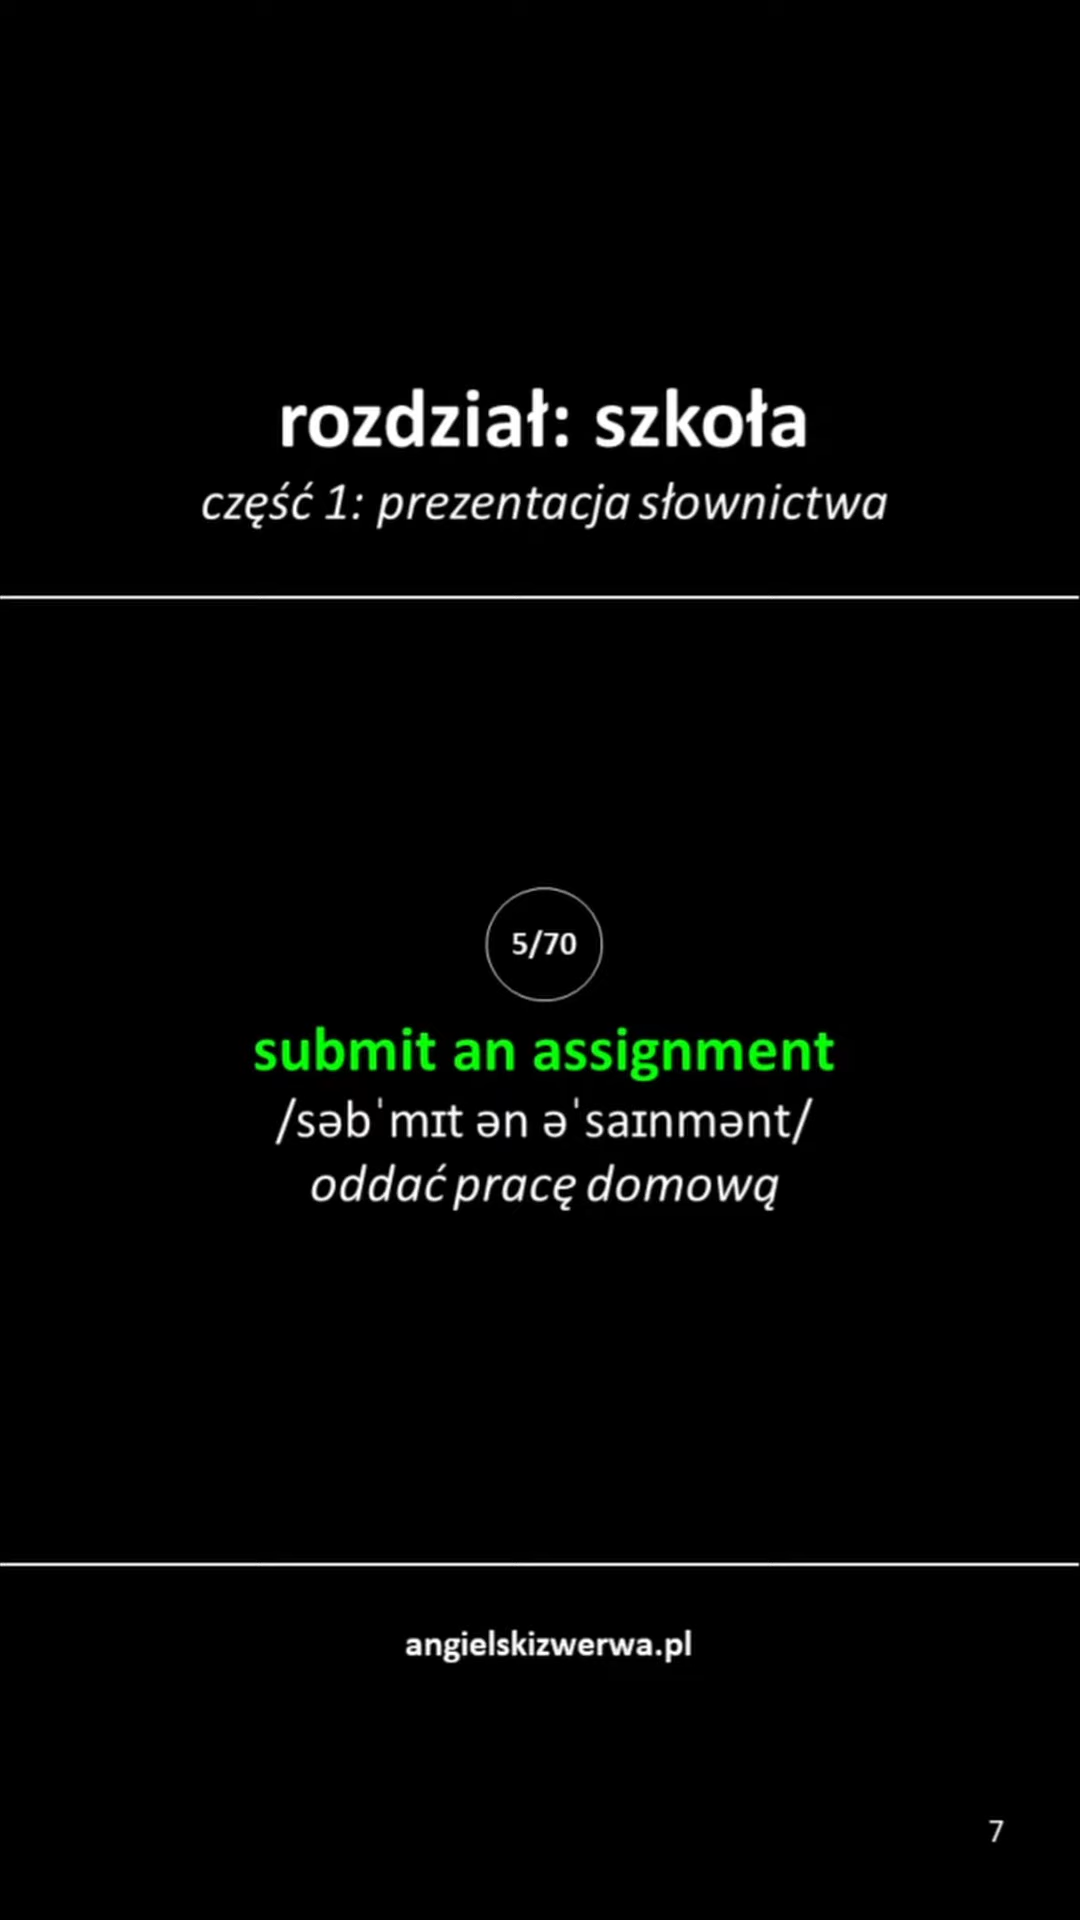 rozdział: szkoła
część 1: prezentacja słownictwa
5/70
submit an assignment
/səbˈmɪt ən əˈsaɪnmənt/
oddać pracę domową
angielskizwerwa.pl
7